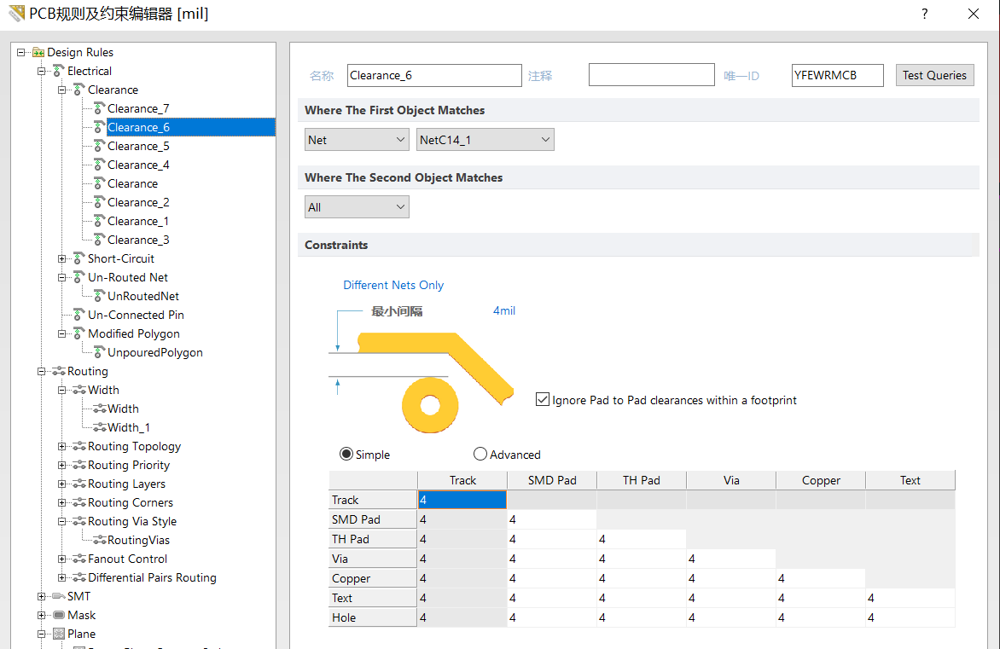 PCB规则及约束编辑器 [mil]
?
Design Rules
Electrical
Clearance
Clearance_7
Clearance_6
Clearance_5
Clearance_4
Clearance
Clearance_2
Clearance_1
Clearance_3
Short-Circuit
Un-Routed Net
UnRoutedNet
Un-Connected Pin
Modified Polygon
UnpouredPolygon
Routing
Width
Width
Width_1
Routing Topology
Routing Priority
Routing Layers
Routing Corners
Routing Via Style
RoutingVias
Fanout Control
Differential Pairs Routing
SMT
Mask
Plane
名称 Clearance_6 注释 唯一ID YFEWRMCB Test Queries
Where The First Object Matches
Net NetC14_1
Where The Second Object Matches
All
Constraints
Different Nets Only
最小间隔 4mil
Ignore Pad to Pad clearances within a footprint
Simple Advanced
Track SMD Pad TH Pad Via Copper Text
Track 4
SMD Pad 4 4
TH Pad 4 4 4
Via 4 4 4 4
Copper 4 4 4 4 4
Text 4 4 4 4 4 4
Hole 4 4 4 4 4 4